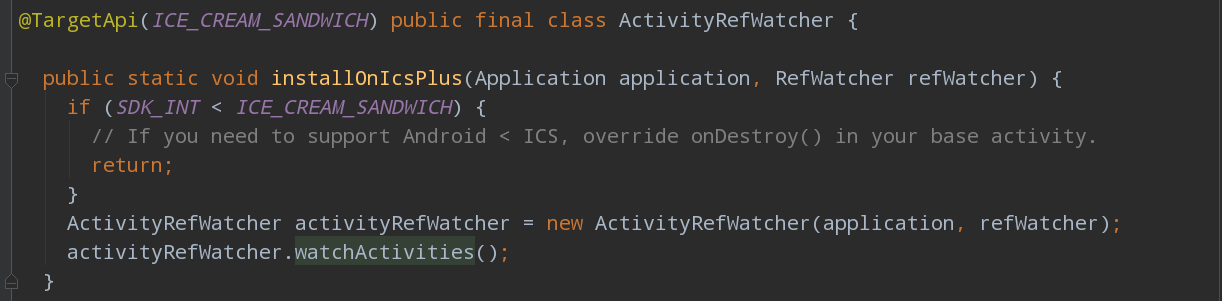 @TargetApi(ICE_CREAM_SANDWICH) public final class ActivityRefWatcher {
public static void installOnIcsPlus(Application application, RefWatcher refWatcher) {
if (SDK_INT < ICE_CREAM_SANDWICH) {
// If you need to support Android < ICS, override onDestroy() in your base activity.
return;
}
ActivityRefWatcher activityRefWatcher = new ActivityRefWatcher(application, refWatcher);
activityRefWatcher.watchActivities();
}